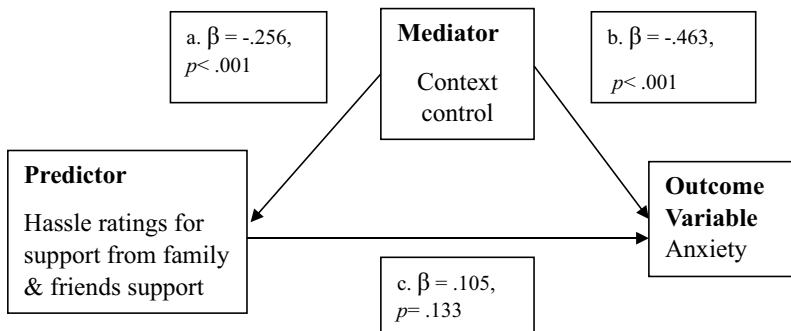 a. β = -.256,
p< .001
Mediator
Context
control
b. β = -.463,
p< .001
Predictor
Hassle ratings for
support from family
& friends support
Outcome
Variable
Anxiety
c. β = .105,
p= .133